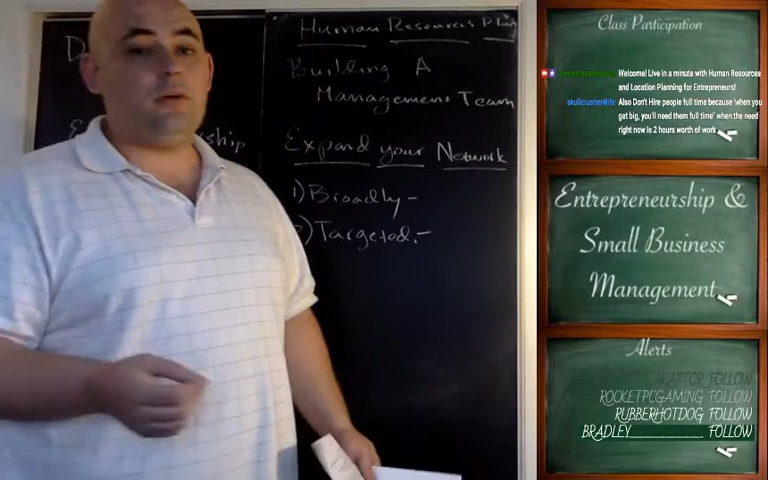 Human Resources Plan
Building A
Management Team
Expand your Network
1) Broadly -
2) Targeted. -
Class Participation
Welcome! Live in a minute with Human Resources
and Location Planning for Entrepreneurs!
skullcrusher4life Also Don't Hire people full time because 'when you
get big, you'll need them full time' when the need
right now is 2 hours worth of work
Entrepreneurship &
Small Business
Management
Alerts
RAPTOR FOLLOW
ROCKETPCGAMING FOLLOW
RUBBERHOTDOG FOLLOW
BRADLEY____________ FOLLOW